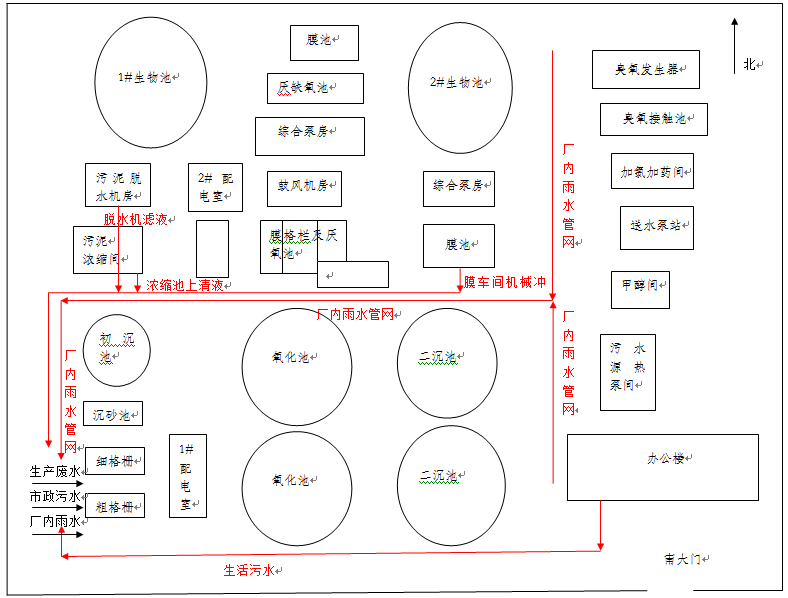 膜池
1#生物池
2#生物池
北
臭氧发生器
厌缺氧池
臭氧接触池
综合泵房
厂
内
雨
水
管
网
污泥脱
水机房
2#配
电室
鼓风机房
综合泵房
加氯加药间
脱水机滤液
送水泵站
污泥
浓缩间
膜格栅及厌
氧池
膜池
浓缩池上清液
膜车间机械冲
甲醇间
厂内雨水管网
厂
内
雨
水
管
网
初沉
池
氧化池
二沉池
污水
源热
泵间
厂
内
雨
水
管
网
沉砂池
1#
配
电
室
细格栅
办公楼
生产废水
氧化池
二沉池
市政污水
粗格栅
厂内雨水
南大门
生活污水